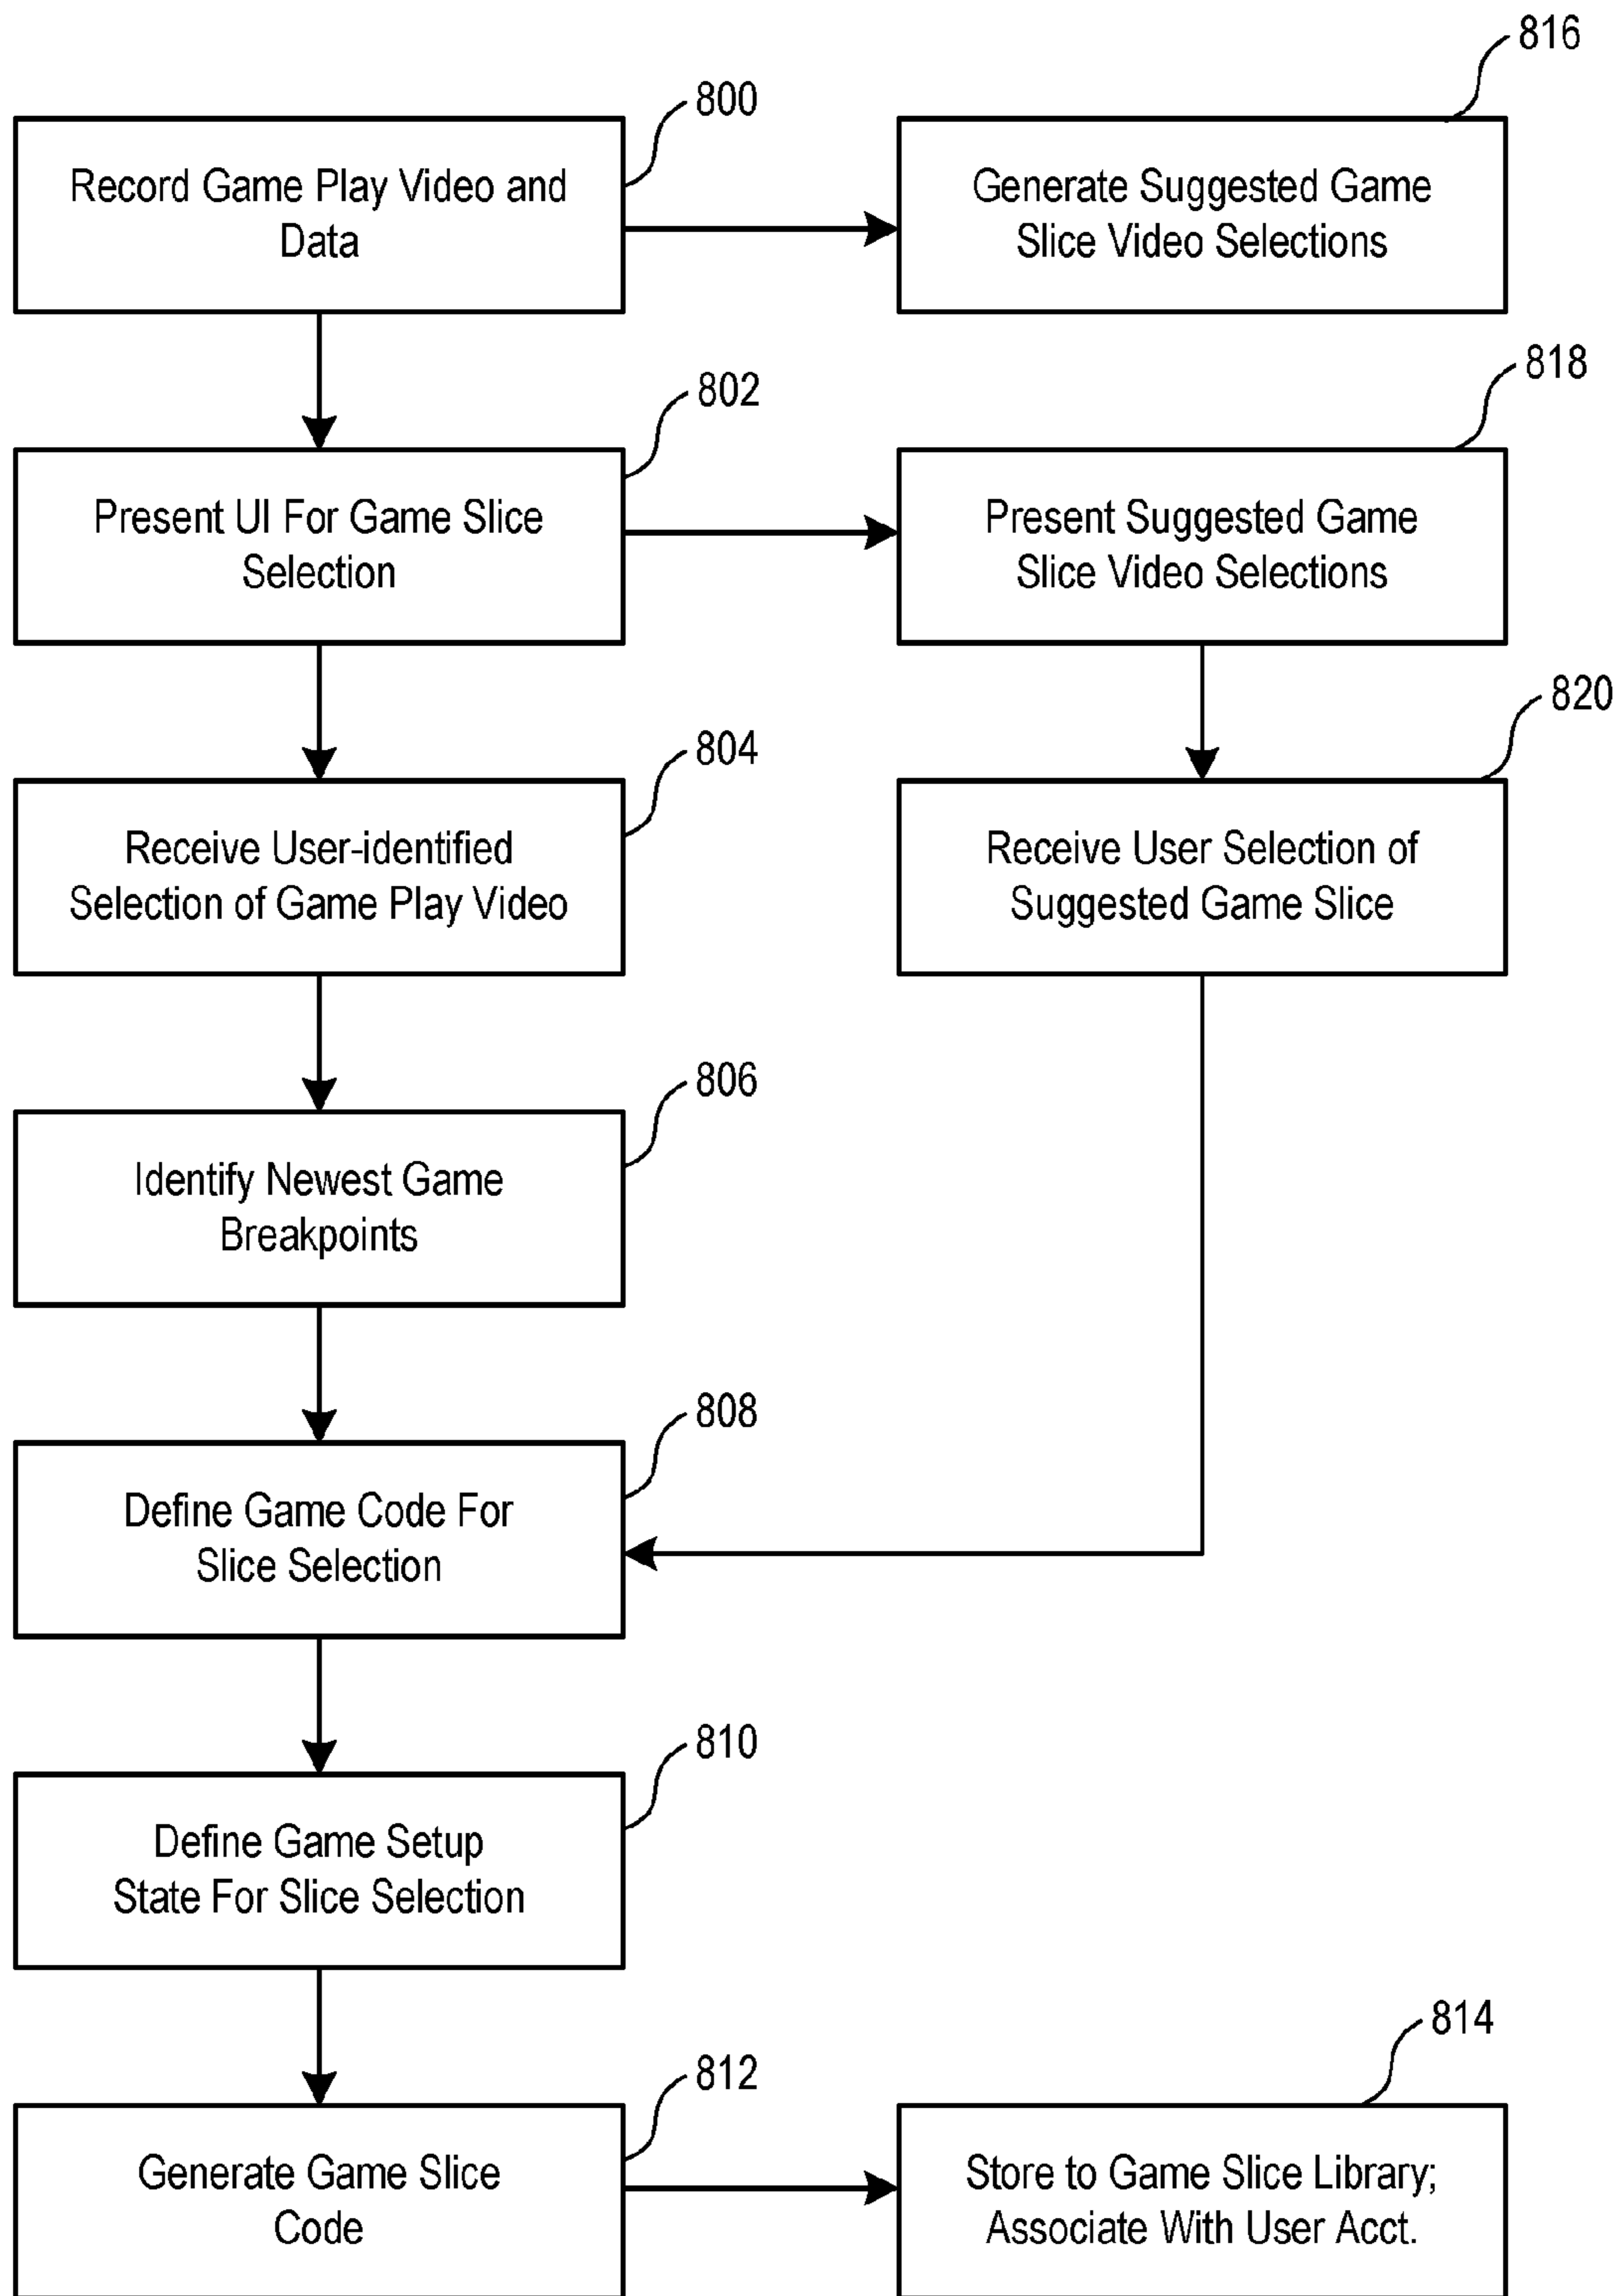 816
800
Record Game Play Video and
Data
Generate Suggested Game
Slice Video Selections
818
802
Present UI For Game Slice
Selection
Present Suggested Game
Slice Video Selections
820
804
Receive User-identified
Selection of Game Play Video
Receive User Selection of
Suggested Game Slice
806
Identify Newest Game
Breakpoints
808
Define Game Code For
Slice Selection
810
Define Game Setup
State For Slice Selection
814
812
Generate Game Slice
Code
Store to Game Slice Library;
Associate With User Acct.